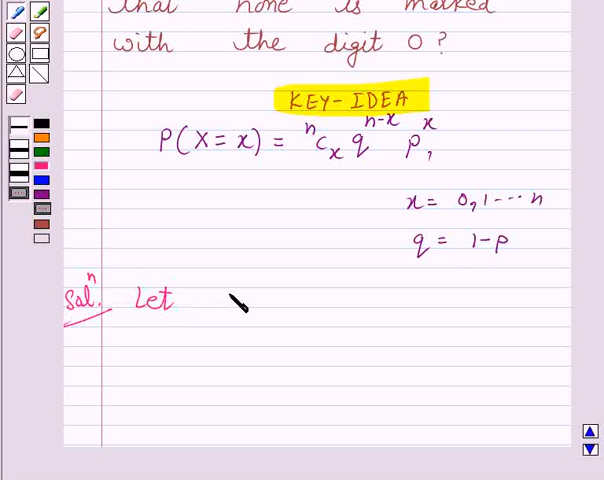 that none is marked
with the digit 0 ?
KEY-IDEA
P(X = x) = ⁿCₓ qⁿ⁻ˣ pˣ,
x = 0, 1 --... n
q = 1-p
Solⁿ. Let